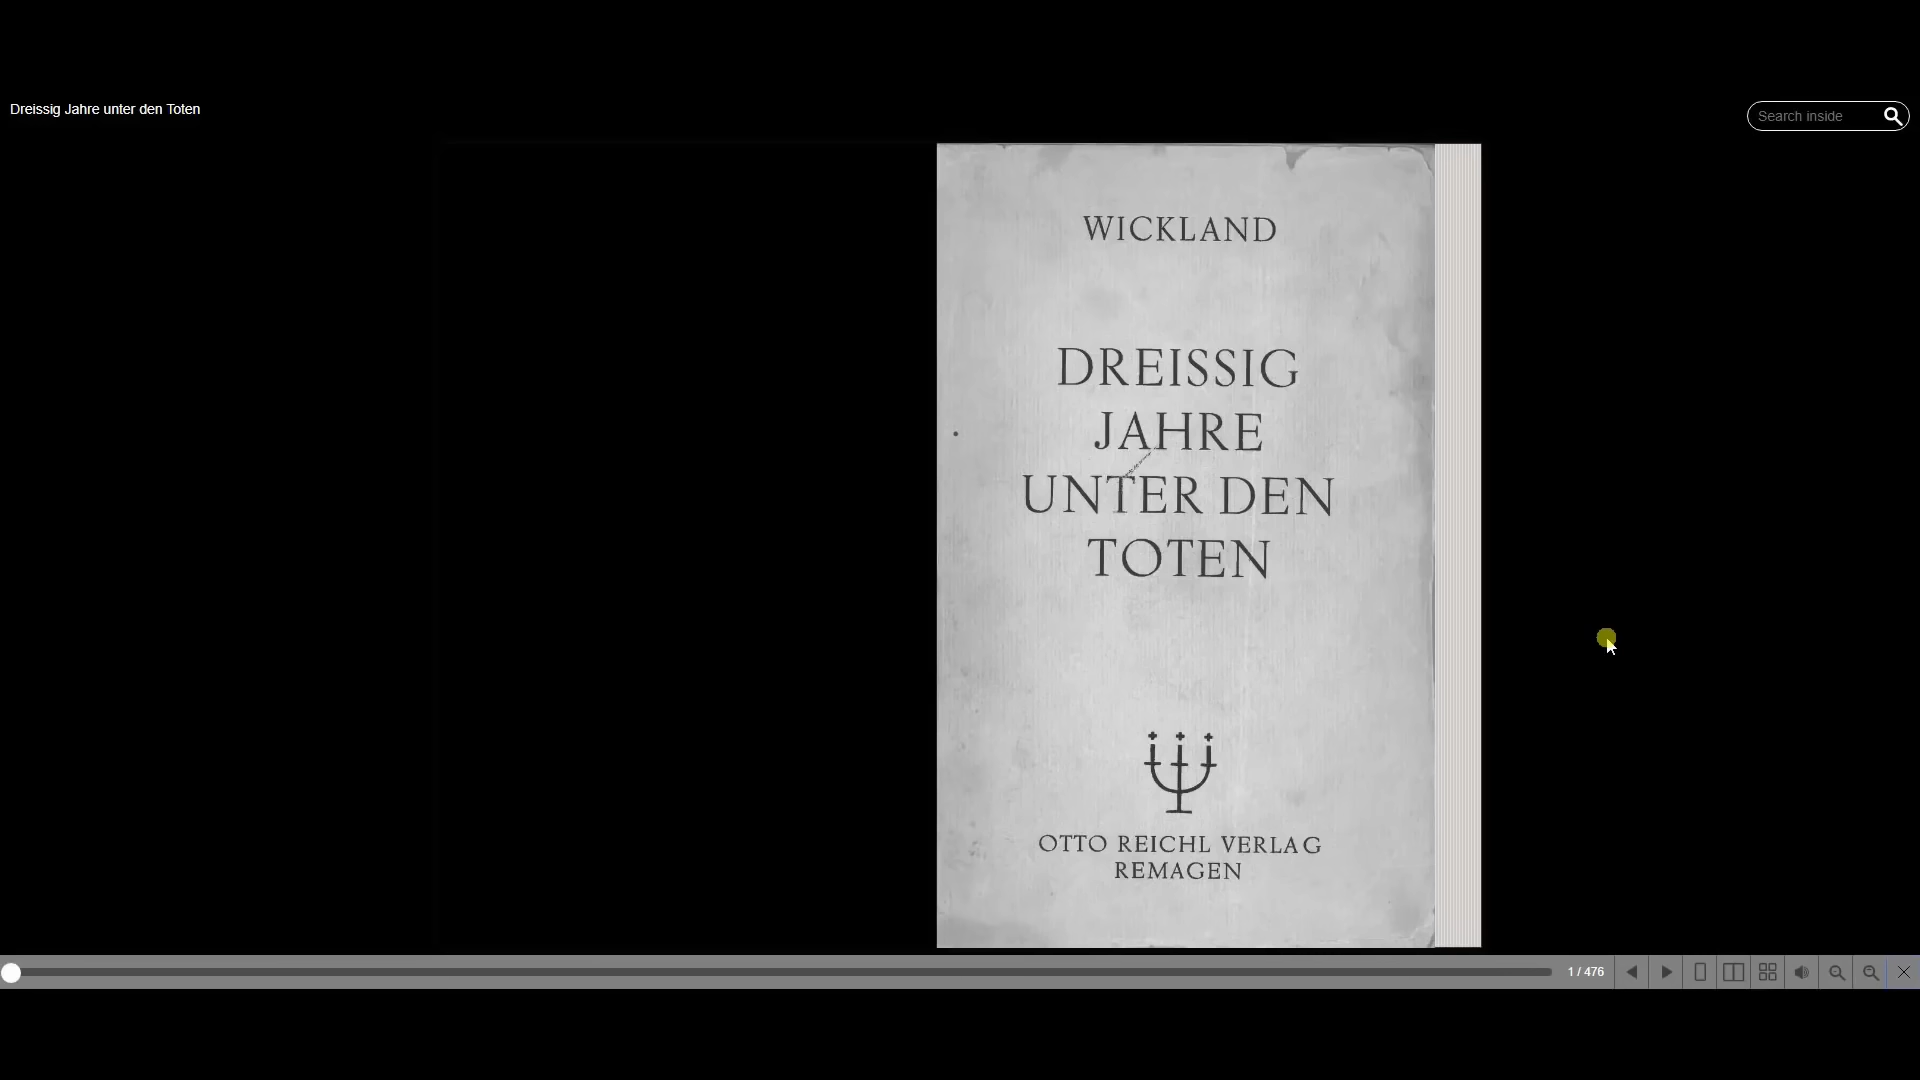 Dreissig Jahre unter den Toten
Search inside
WICKLAND
DREISSIG
JAHRE
UNTER DEN
TOTEN
OTTO REICHL VERLAG
REMAGEN
1 / 476